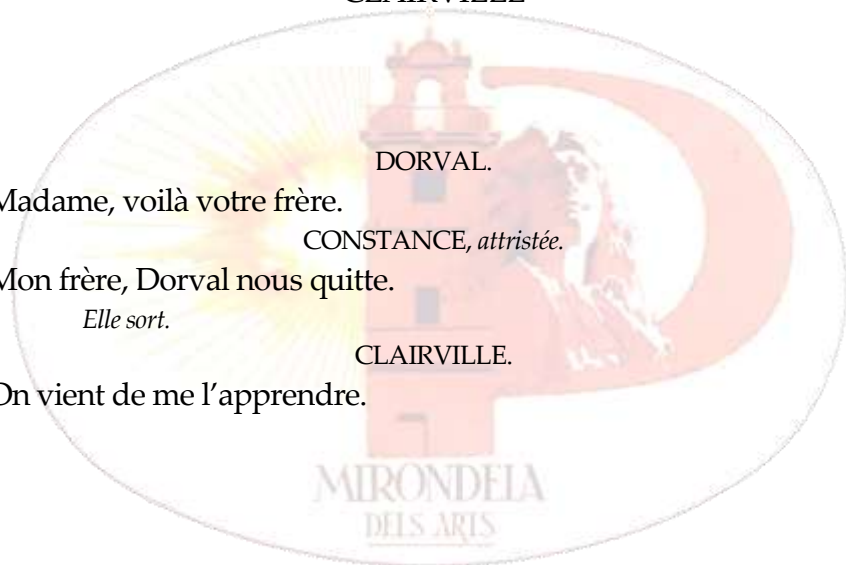 CLAIRVILLE
DORVAL.
Madame, voilà votre frère.
CONSTANCE, attristée.
Mon frère, Dorval nous quitte.
Elle sort.
CLAIRVILLE.
On vient de me l’apprendre.
MIRONDELA
DELS ARTS